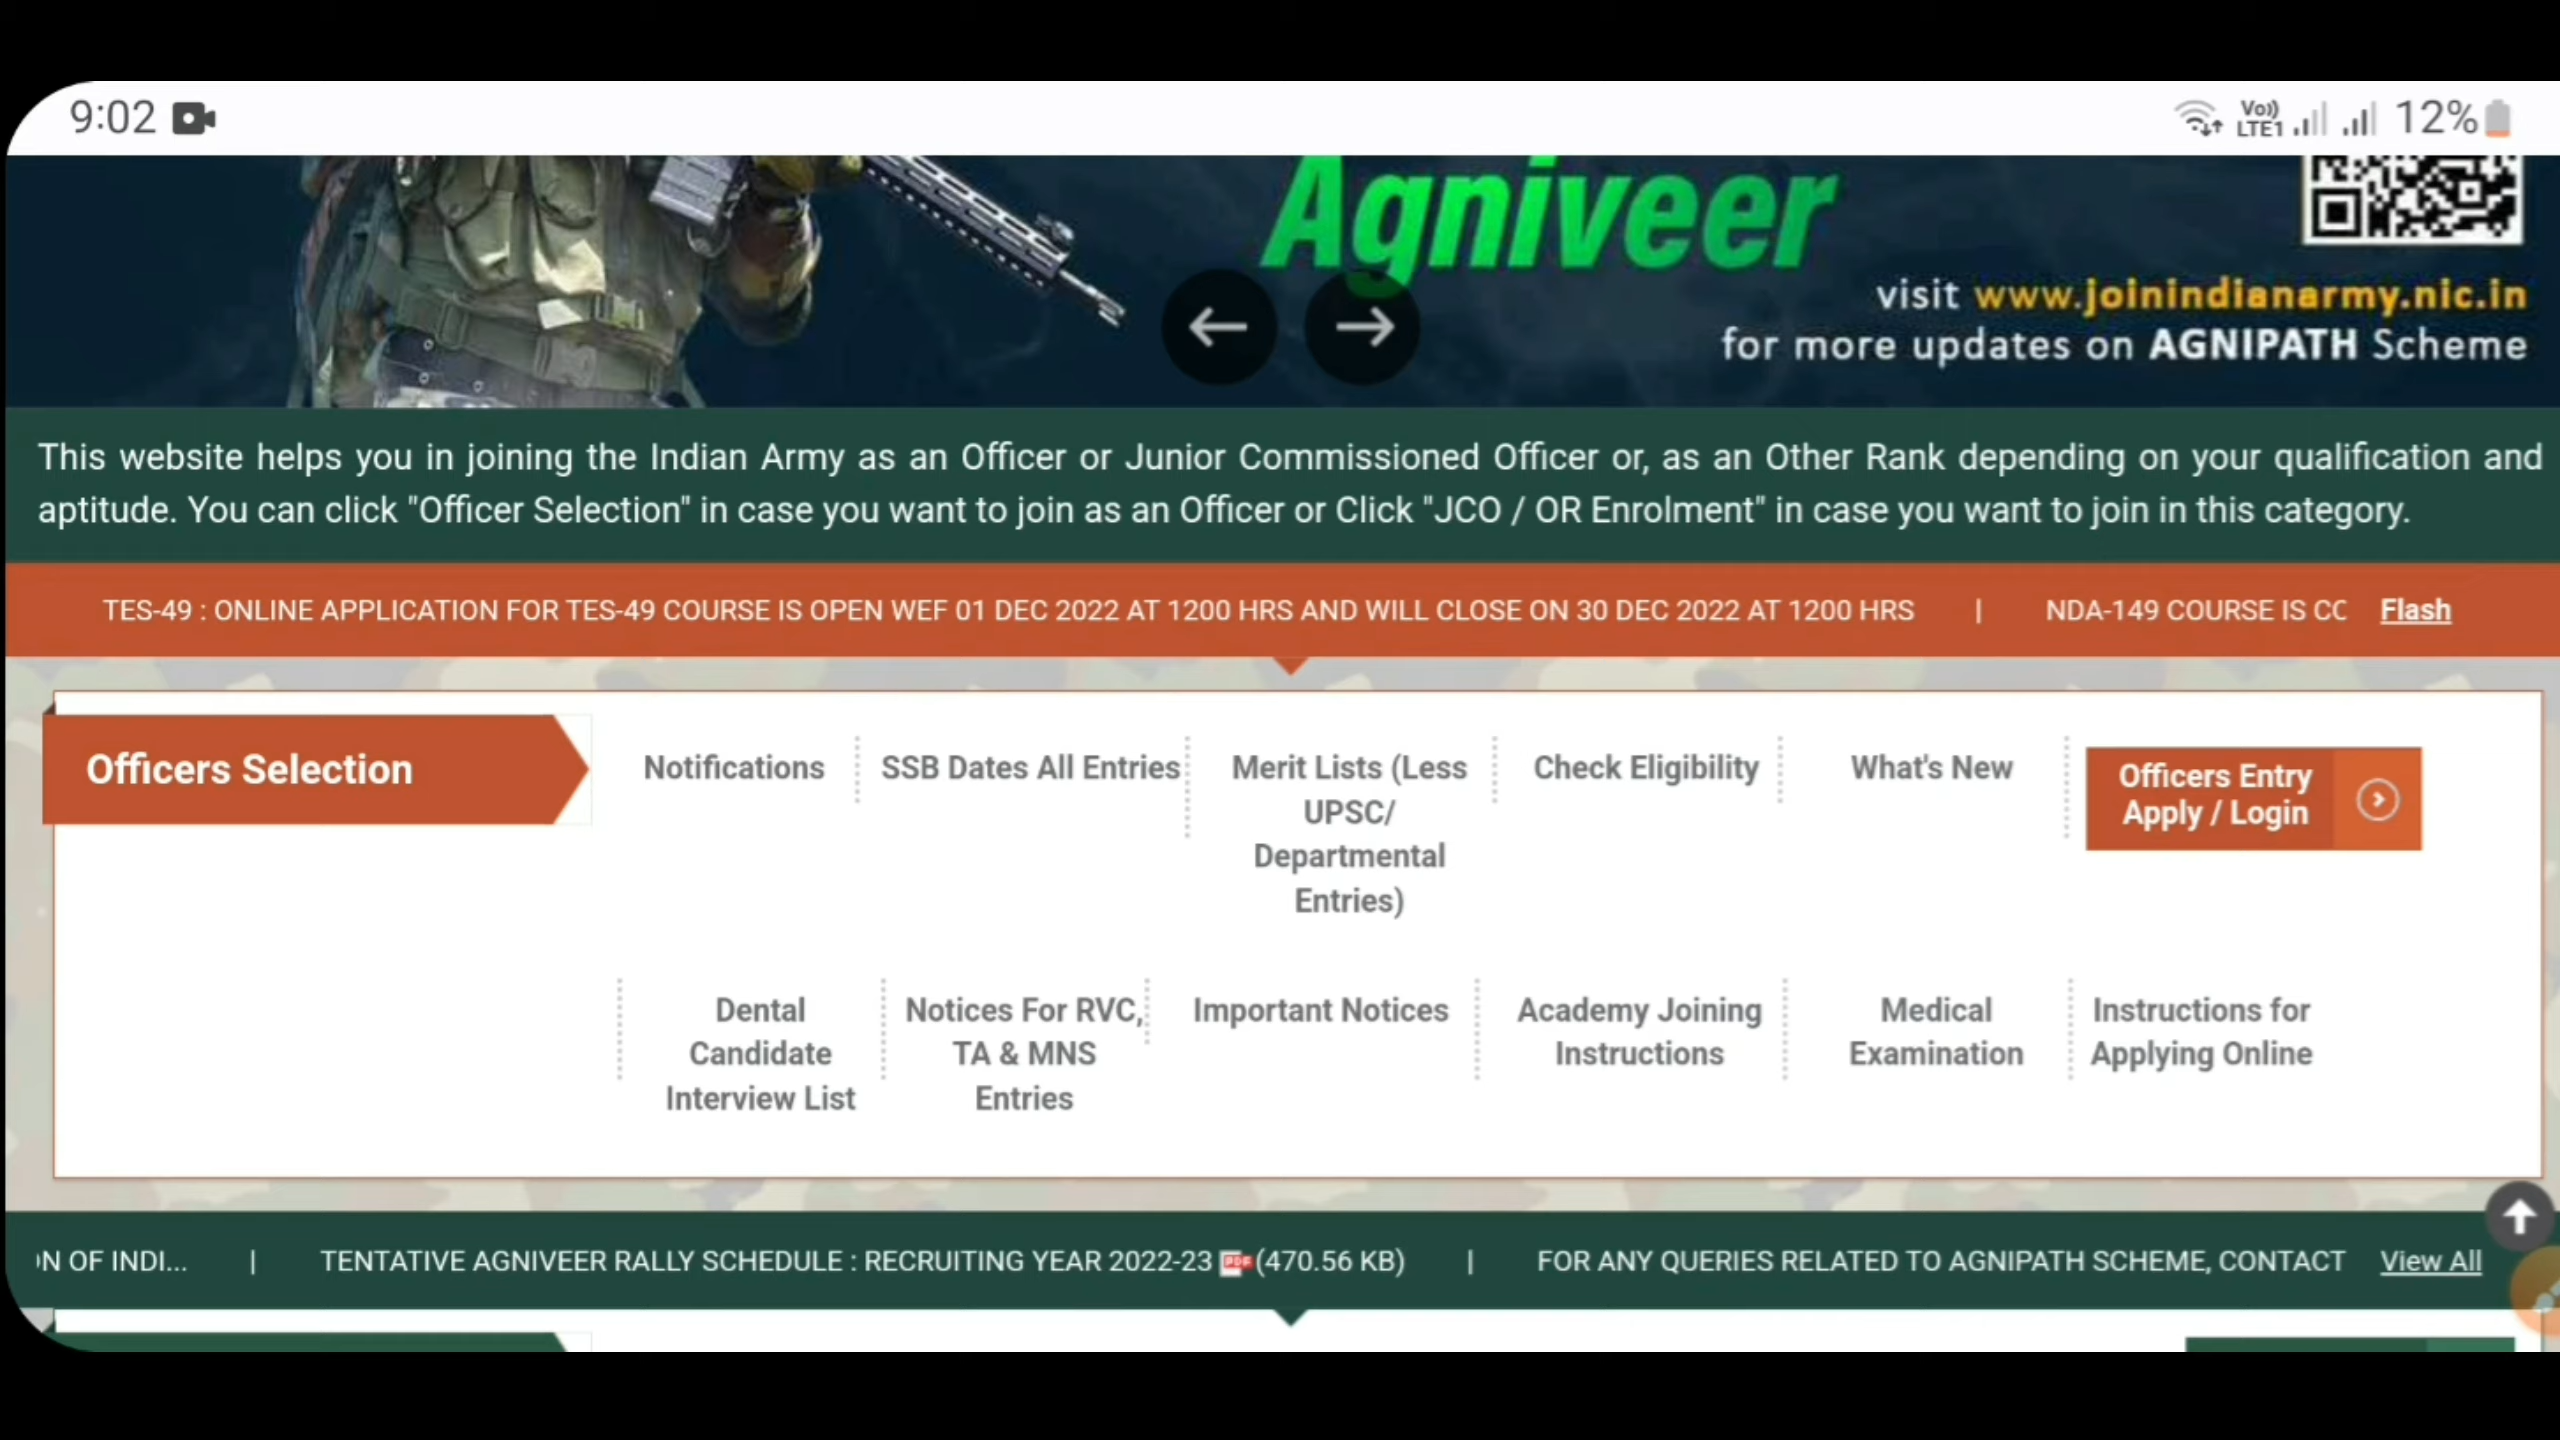 9:02
Vo)) LTE1 12%
Agniveer
visit www.joinindianarmy.nic.in
for more updates on AGNIPATH Scheme
This website helps you in joining the Indian Army as an Officer or Junior Commissioned Officer or, as an Other Rank depending on your qualification and
aptitude. You can click "Officer Selection" in case you want to join as an Officer or Click "JCO / OR Enrolment" in case you want to join in this category.
TES-49 : ONLINE APPLICATION FOR TES-49 COURSE IS OPEN WEF 01 DEC 2022 AT 1200 HRS AND WILL CLOSE ON 30 DEC 2022 AT 1200 HRS | NDA-149 COURSE IS CC Flash
Officers Selection
Notifications
SSB Dates All Entries
Merit Lists (Less
UPSC/
Departmental
Entries)
Check Eligibility
What's New
Officers Entry
Apply / Login
Dental
Candidate
Interview List
Notices For RVC,
TA & MNS
Entries
Important Notices
Academy Joining
Instructions
Medical
Examination
Instructions for
Applying Online
N OF INDI... | TENTATIVE AGNIVEER RALLY SCHEDULE : RECRUITING YEAR 2022-23 PDF (470.56 KB) | FOR ANY QUERIES RELATED TO AGNIPATH SCHEME, CONTACT View All